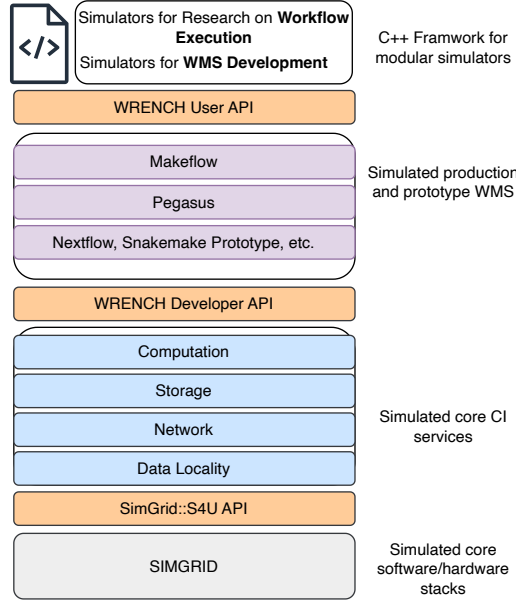 </>
Simulators for Research on Workflow
Execution
Simulators for WMS Development
C++ Framwork for
modular simulators
WRENCH User API
Makeflow
Pegasus
Nextflow, Snakemake Prototype, etc.
Simulated production
and prototype WMS
WRENCH Developer API
Computation
Storage
Network
Data Locality
Simulated core CI
services
SimGrid::S4U API
SIMGRID
Simulated core
software/hardware
stacks